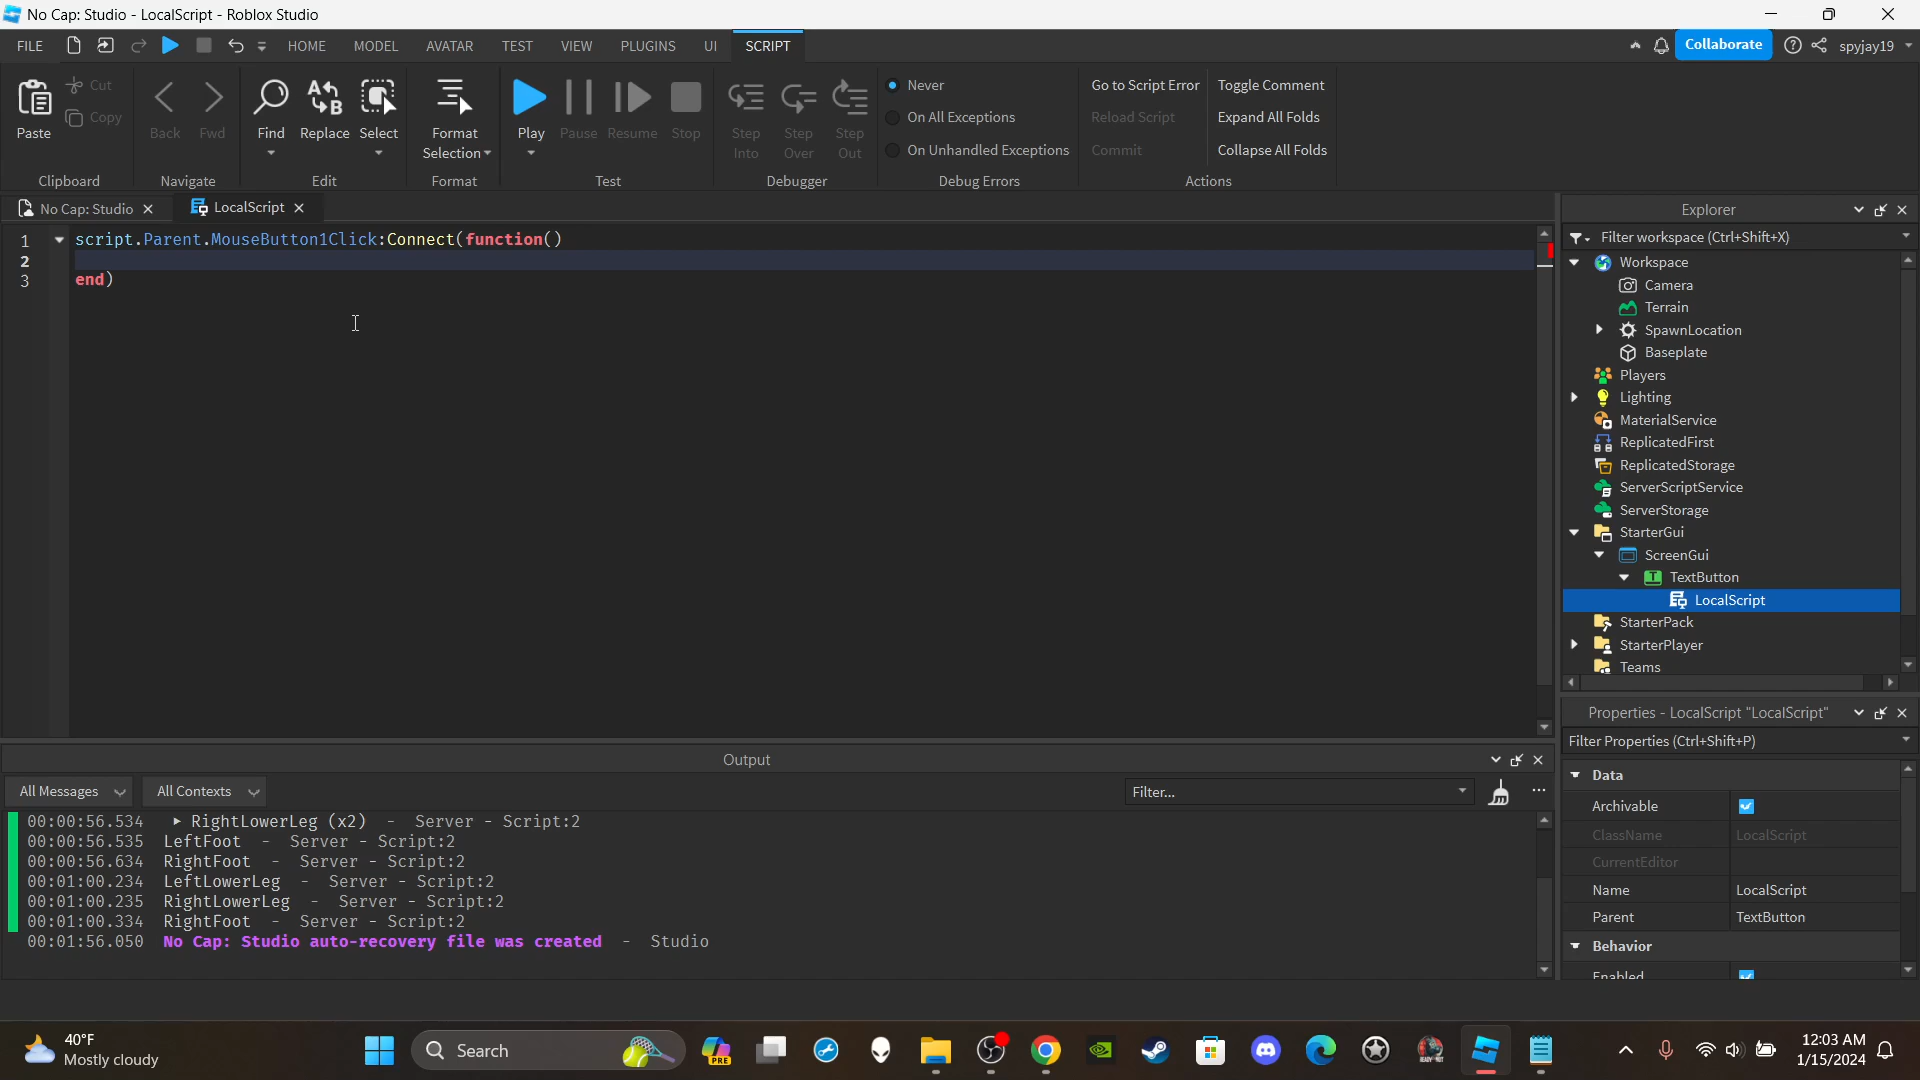 No Cap: Studio - LocalScript - Roblox Studio
FILE HOME MODEL AVATAR TEST VIEW PLUGINS UI SCRIPT Collaborate spyjay19
Paste Cut Copy Clipboard
Back Fwd Navigate
Find Replace Select Edit
Format Selection Format
Play Pause Resume Stop Test
Step Into Step Over Step Out Debugger
Never
On All Exceptions
On Unhandled Exceptions
Debug Errors
Go to Script Error Toggle Comment
Reload Script Expand All Folds
Commit Collapse All Folds
Actions
No Cap: Studio LocalScript
1 script.Parent.MouseButton1Click:Connect(function()
2
3 end)
Explorer
Filter workspace (Ctrl+Shift+X)
Workspace
Camera
Terrain
SpawnLocation
Baseplate
Players
Lighting
MaterialService
ReplicatedFirst
ReplicatedStorage
ServerScriptService
ServerStorage
StarterGui
ScreenGui
TextButton
LocalScript
StarterPack
StarterPlayer
Teams
Properties - LocalScript "LocalScript"
Filter Properties (Ctrl+Shift+P)
Data
Archivable
ClassName LocalScript
CurrentEditor
Name LocalScript
Parent TextButton
Behavior
Enabled
Output
All Messages All Contexts Filter...
00:00:56.534 RightLowerLeg (x2) - Server - Script:2
00:00:56.535 LeftFoot - Server - Script:2
00:00:56.634 RightFoot - Server - Script:2
00:01:00.234 LeftLowerLeg - Server - Script:2
00:01:00.235 RightLowerLeg - Server - Script:2
00:01:00.334 RightFoot - Server - Script:2
00:01:56.050 No Cap: Studio auto-recovery file was created - Studio
40°F
Mostly cloudy
Search
PRE
12:03 AM
1/15/2024